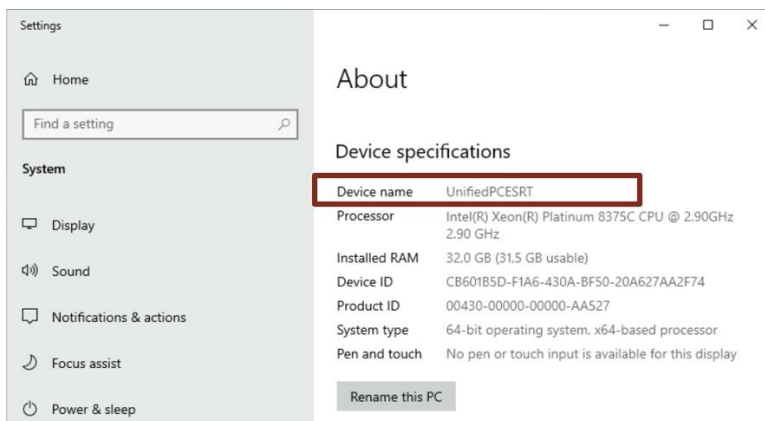 Settings
Home
Find a setting
System
Display
Sound
Notifications & actions
Focus assist
Power & sleep
About
Device specifications
Device name UnifiedPCESRT
Processor Intel(R) Xeon(R) Platinum 8375C CPU @ 2.90GHz
2.90 GHz
Installed RAM 32,0 GB (31,5 GB usable)
Device ID CB601B5D-F1A6-430A-BF50-20A627AA2F74
Product ID 00430-00000-00000-AA527
System type 64-bit operating system, x64-based processor
Pen and touch No pen or touch input is available for this display
Rename this PC